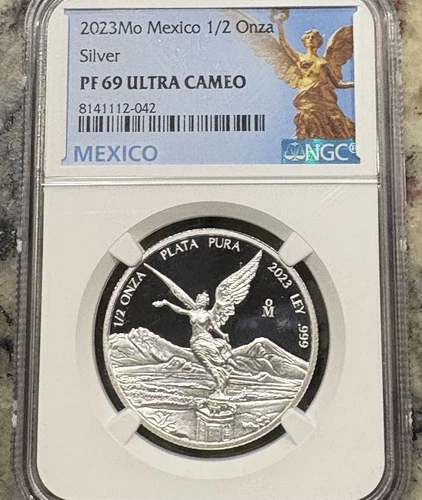 2023Mo Mexico 1/2 Onza
Silver
PF 69 ULTRA CAMEO
8141112-042
MEXICO
NGC
1/2 ONZA PLATA PURA 2023 LEY .999
oM